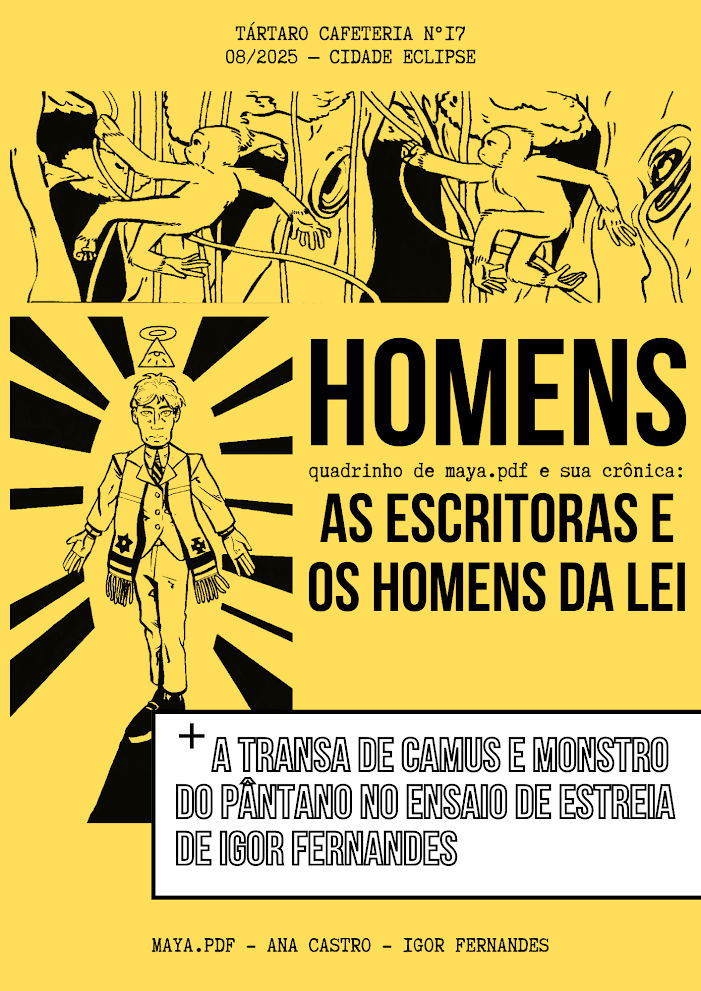 TÁRTARO CAFETERIA N°17
08/2025 — CIDADE ECLIPSE
HOMENS
quadrinho de maya.pdf e sua crônica:
AS ESCRITORAS E
OS HOMENS DA LEI
+ A TRANSA DE CAMUS E MONSTRO
DO PÂNTANO NO ENSAIO DE ESTREIA
DE IGOR FERNANDES
MAYA.PDF - ANA CASTRO - IGOR FERNANDES